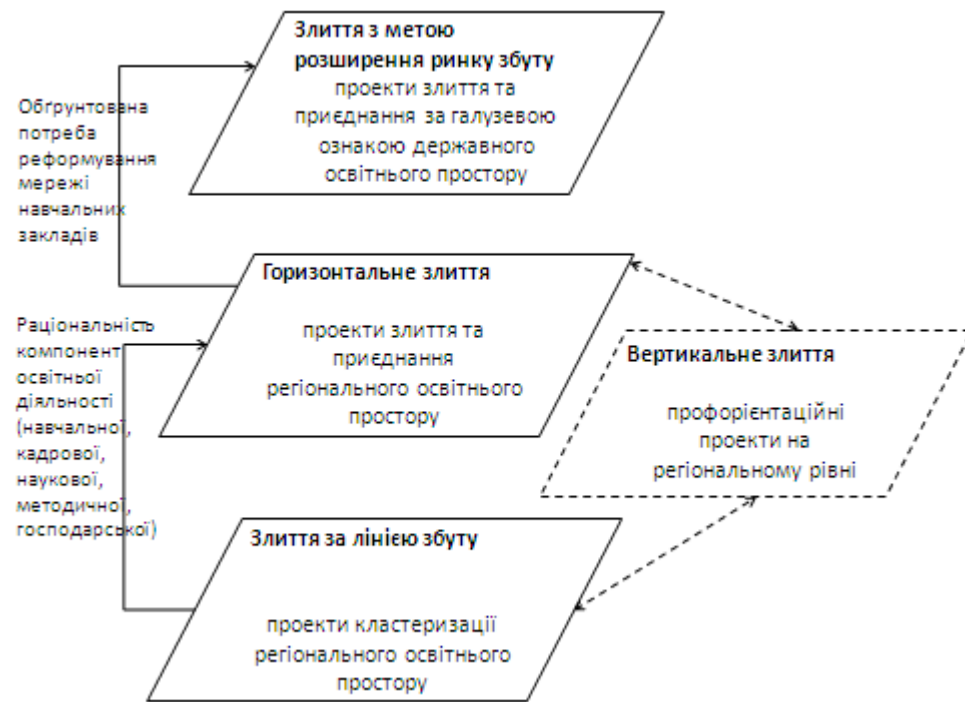 Злиття з метою
розширення ринку збуту
проекти злиття та
приєднання за галузевою
ознакою державного
освітнього простору
Обґрунтована
потреба
реформування
мережі
навчальних
закладів
Горизонтальне злиття
проекти злиття та
приєднання
регіонального освітнього
простору
Раціональність
компонент
освітньої
діяльності
(навчальної,
кадрової,
наукової,
методичної,
господарської)
Вертикальне злиття
профорієнтаційні
проекти на
регіональному рівні
Злиття за лінією збуту
проекти кластеризації
регіонального освітнього
простору